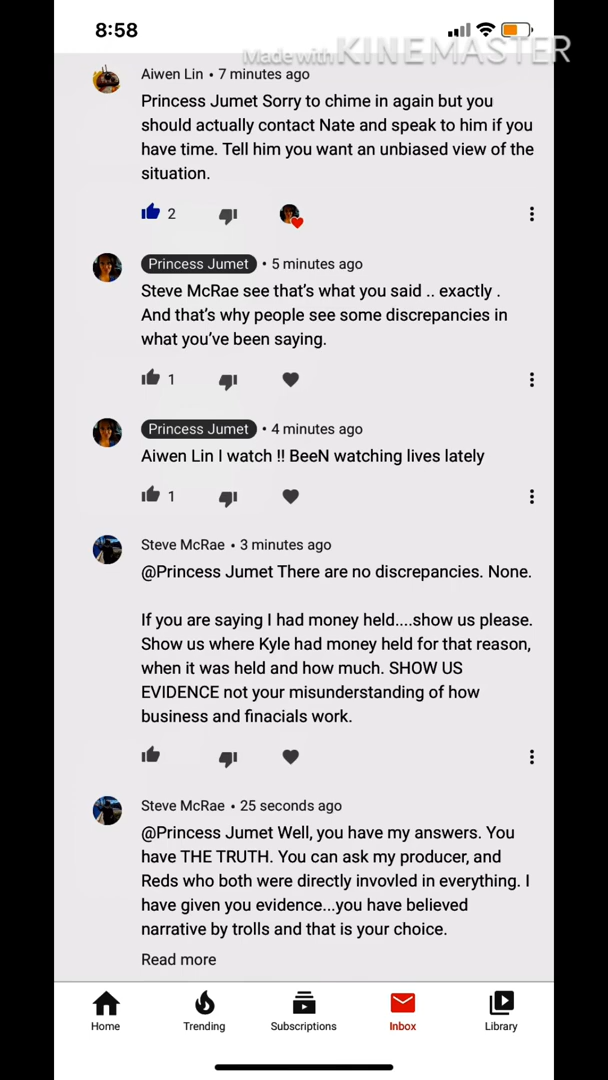 8:58
Made with KINEMASTER
Aiwen Lin • 7 minutes ago
Princess Jumet Sorry to chime in again but you
should actually contact Nate and speak to him if you
have time. Tell him you want an unbiased view of the
situation.
2
Princess Jumet • 5 minutes ago
Steve McRae see that's what you said .. exactly .
And that's why people see some discrepancies in
what you've been saying.
1
Princess Jumet • 4 minutes ago
Aiwen Lin I watch !! BeeN watching lives lately
1
Steve McRae • 3 minutes ago
@Princess Jumet There are no discrepancies. None.
If you are saying I had money held....show us please.
Show us where Kyle had money held for that reason,
when it was held and how much. SHOW US
EVIDENCE not your misunderstanding of how
business and finacials work.
Steve McRae • 25 seconds ago
@Princess Jumet Well, you have my answers. You
have THE TRUTH. You can ask my producer, and
Reds who both were directly invovled in everything. I
have given you evidence...you have believed
narrative by trolls and that is your choice.
Read more
Home Trending Subscriptions Inbox Library